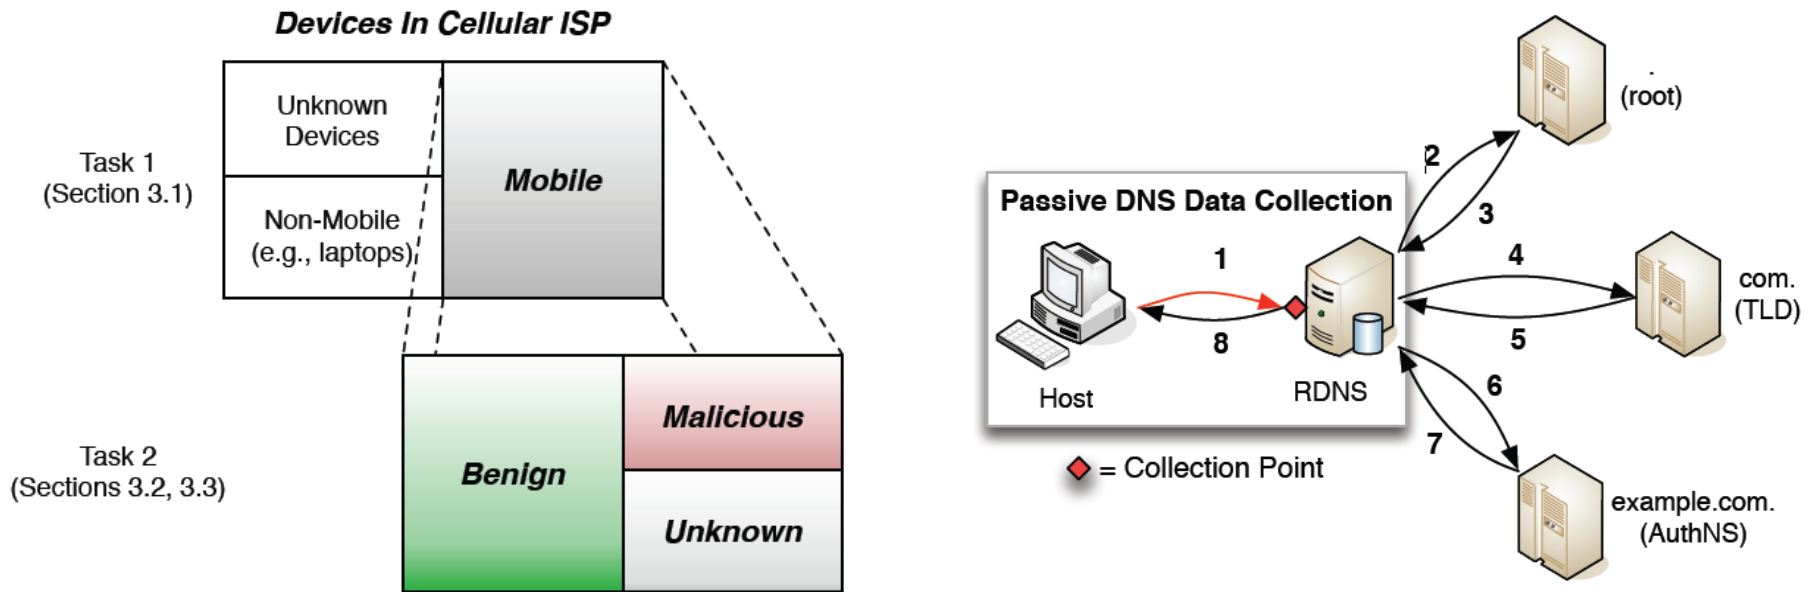 Devices In Cellular ISP
Task 1
(Section 3.1)
Unknown
Devices
Non-Mobile
(e.g., laptops)
Mobile
Task 2
(Sections 3.2, 3.3)
Benign
Malicious
Unknown
Passive DNS Data Collection
Host
1
8
RDNS
= Collection Point
2
3
.
(root)
4
5
com.
(TLD)
6
7
example.com.
(AuthNS)